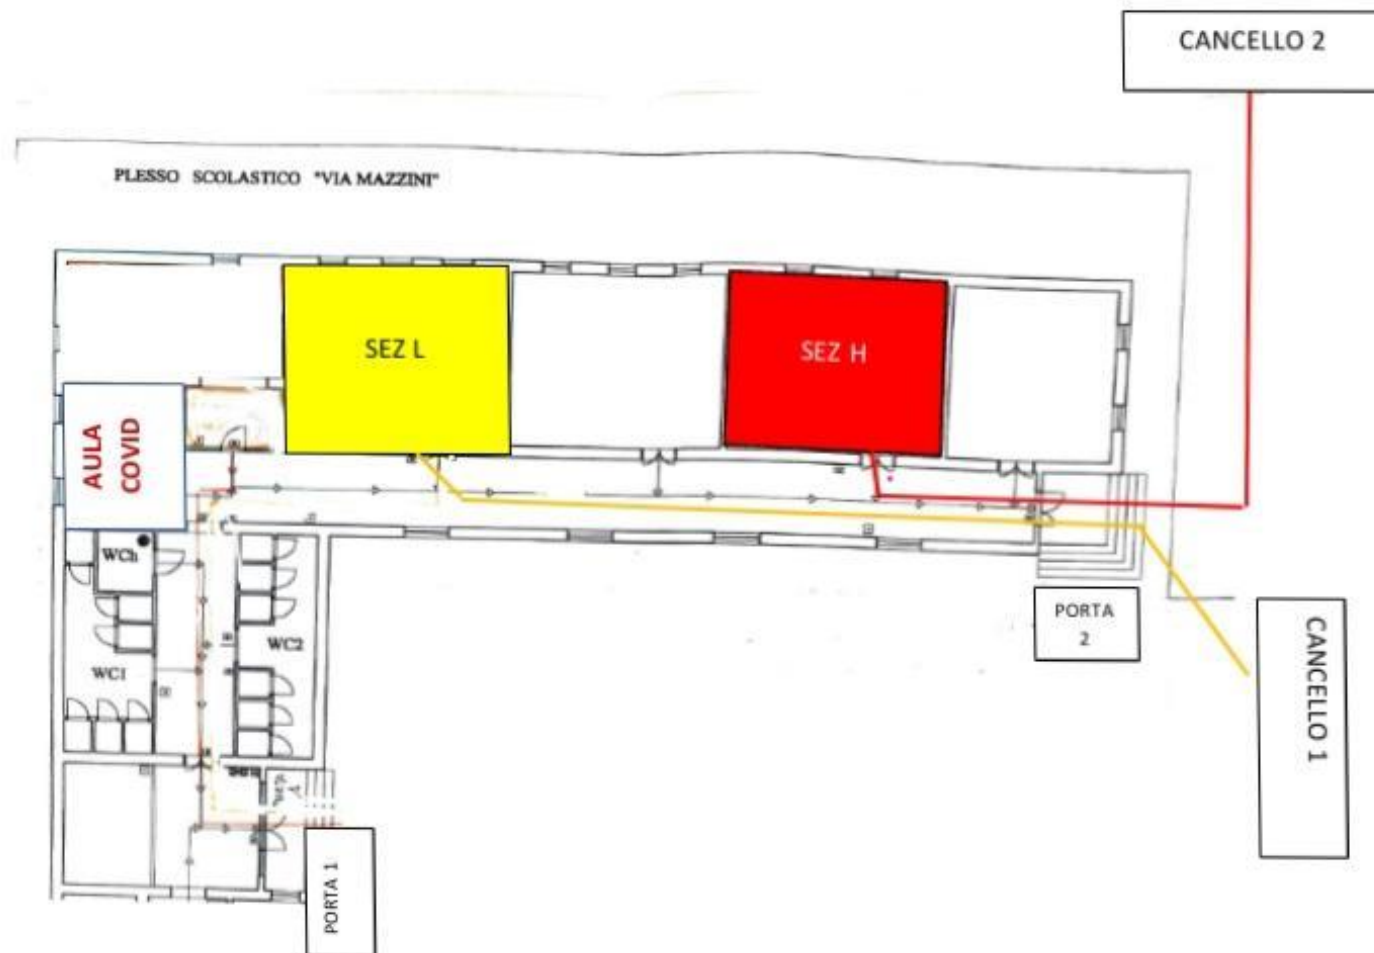 CANCELLO 2
PLESSO SCOLASTICO "VIA MAZZINI"
SEZ L
SEZ H
AULA
COVID
WCh
WC1
WC2
PORTA
2
CANCELLO 1
PORTA 1